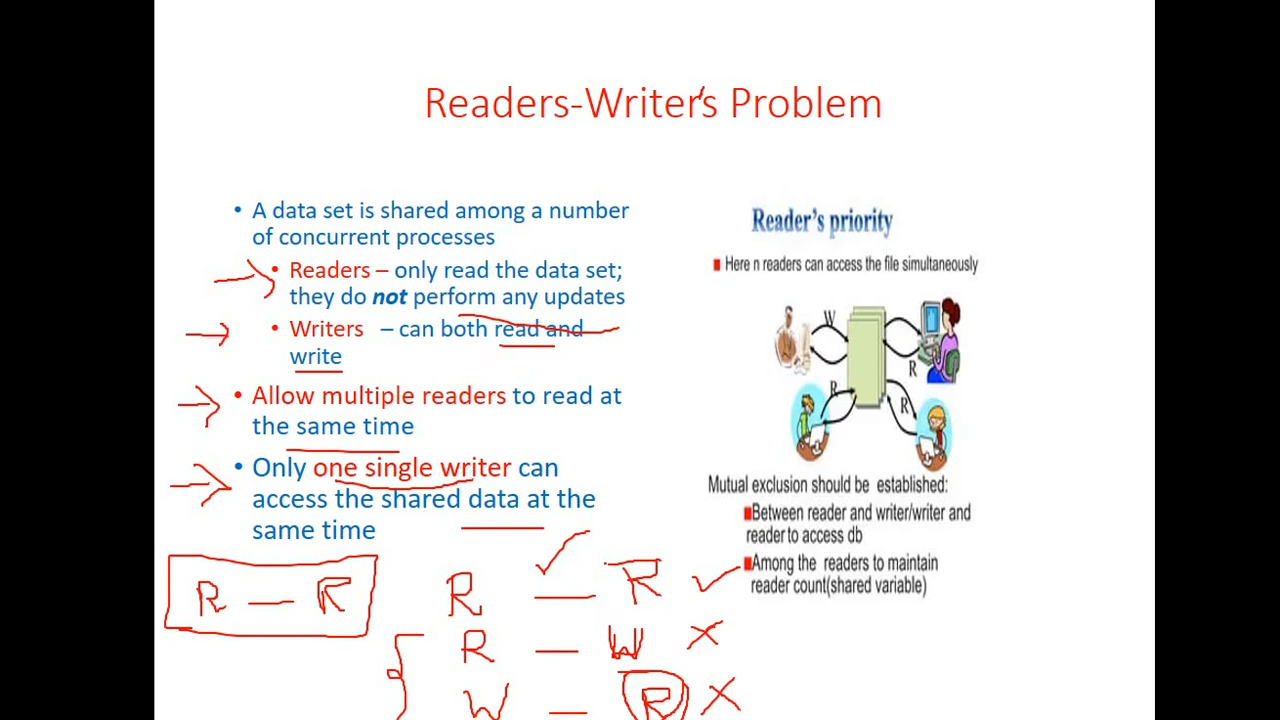 Readers-Writer's Problem
• A data set is shared among a number
of concurrent processes
• Readers – only read the data set;
they do not perform any updates
• Writers – can both read and
write
• Allow multiple readers to read at
the same time
• Only one single writer can
access the shared data at the
same time
Reader's priority
Here n readers can access the file simultaneously
W
R
R
R
Mutual exclusion should be established:
Between reader and writer/writer and
reader to access db
Among the readers to maintain
reader count(shared variable)
R — R
R — R ✓
R — W ×
W — R ×